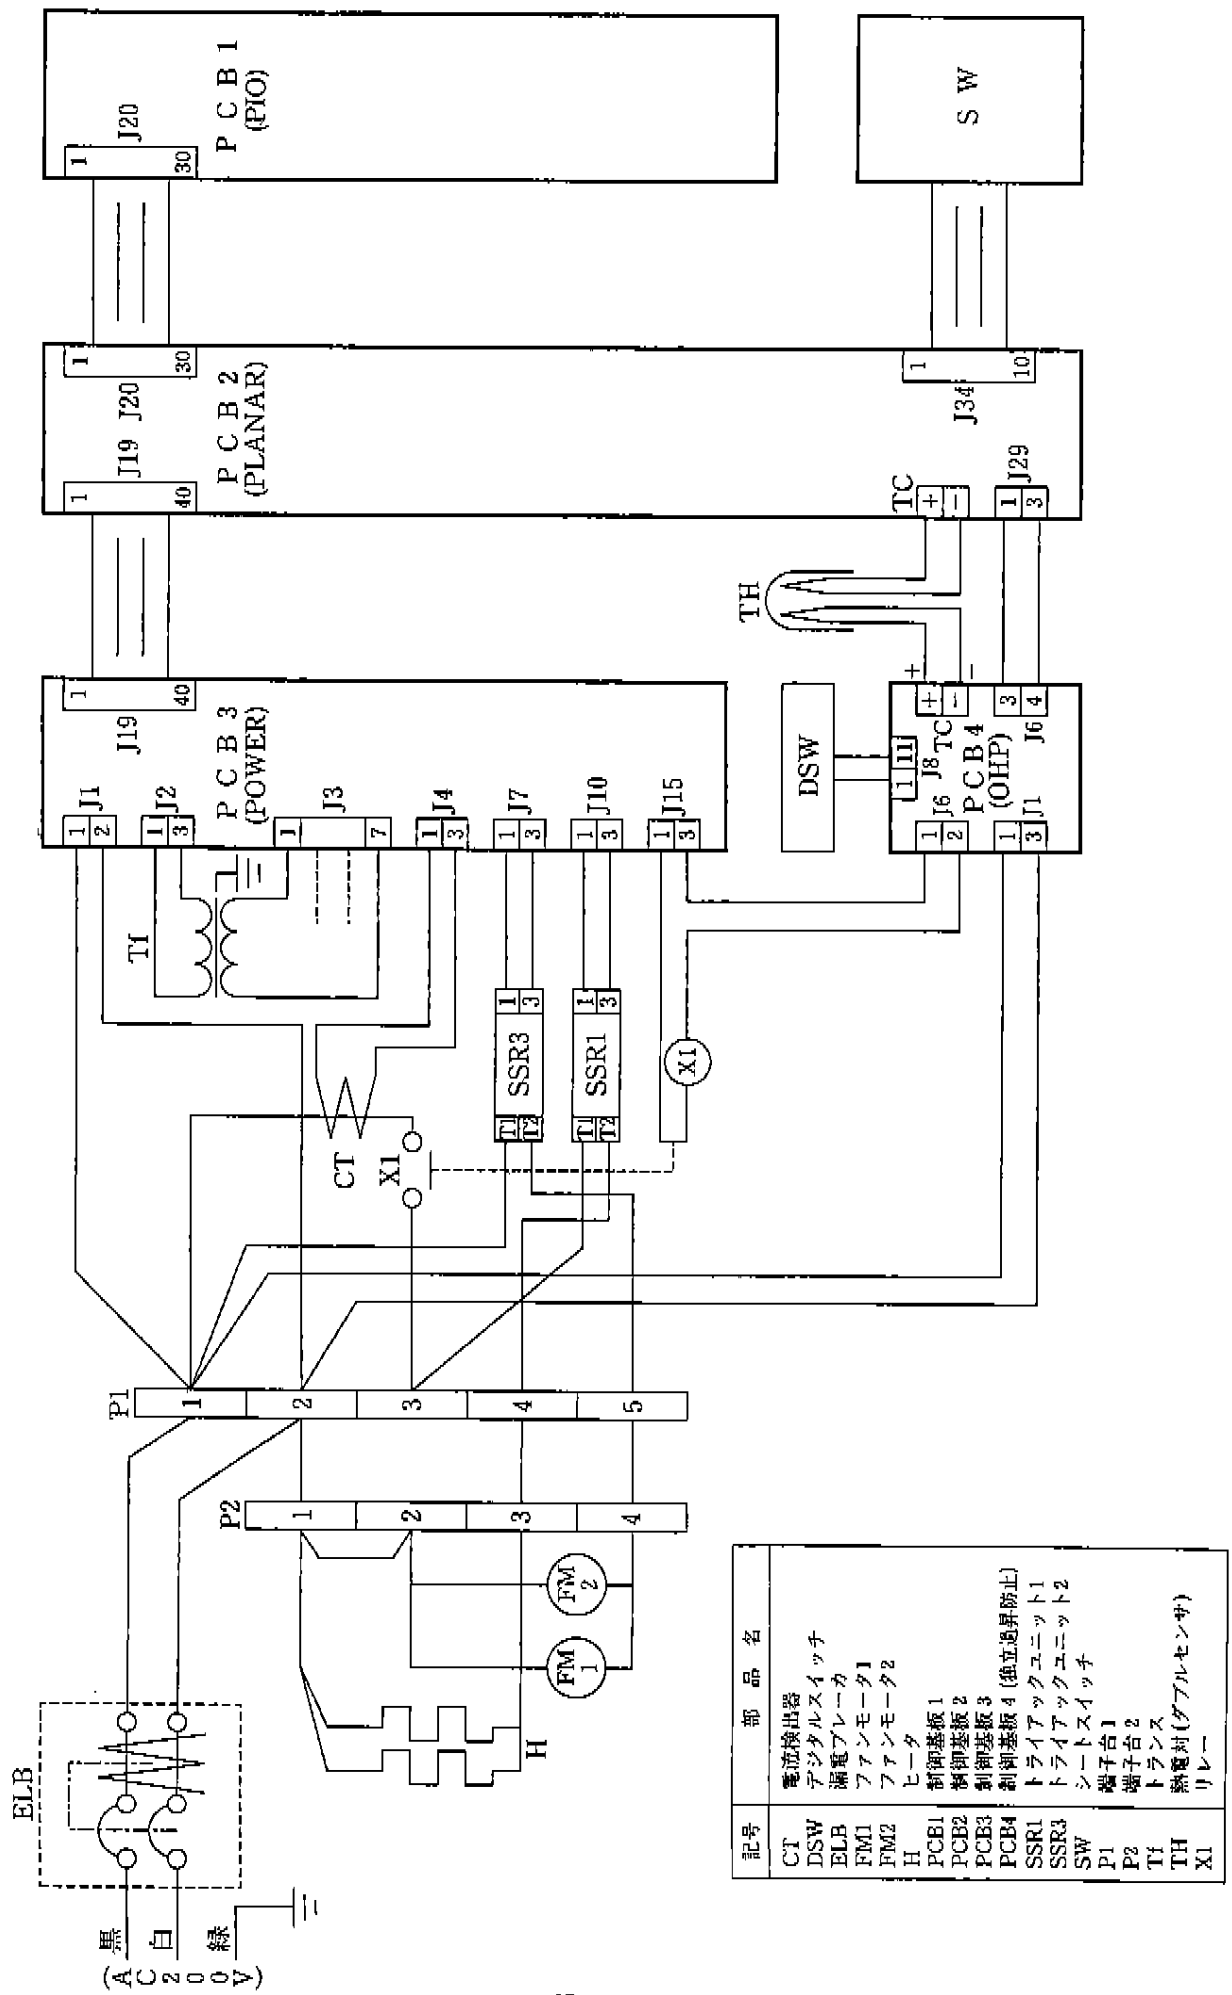 ELB
(AC200V)
黒
白
緑
P1
1
2
3
4
5
P2
1
2
3
4
FM
1
FM
2
H
CT
X1
Tf
T1
T2
SSR3
1
3
T1
T2
SSR1
1
3
X1
PCB3
(POWER)
J1
1
2
J2
1
3
J3
1
7
J4
1
3
J7
1
3
J10
1
3
J15
1
3
J19
1
40
DSW
PCB4
(OHP)
J6
1
2
J1
1
3
J8
1
11
TC
+
−
J6
3
4
+
−
TH
PCB2
(PLANAR)
J19
1
40
J20
1
30
TC
+
−
J29
1
3
J34
1
10
PCB1
(PIO)
J20
1
30
SW
記号 部品名
CT 電流検出器
DSW デジタルスイッチ
ELB 漏電ブレーカ
FM1 ファンモータ1
FM2 ファンモータ2
H ヒータ
PCB1 制御基板1
PCB2 制御基板2
PCB3 制御基板3
PCB4 制御基板4(独立過昇防止)
SSR1 トライアックユニット1
SSR3 トライアックユニット2
SW シートスイッチ
P1 端子台1
P2 端子台2
Tf トランス
TH 熱電対(ダブルセンサ)
X1 リレー